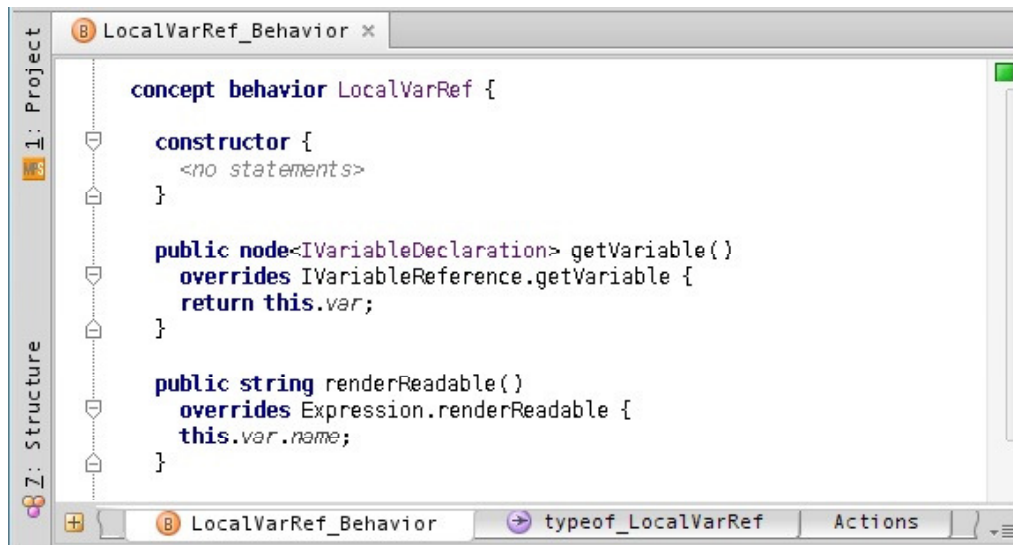 LocalVarRef_Behavior
1: Project
concept behavior LocalVarRef {
constructor {
<no statements>
}
public node<IVariableDeclaration> getVariable()
overrides IVariableReference.getVariable {
return this.var;
}
public string renderReadable()
overrides Expression.renderReadable {
this.var.name;
}
7: Structure
B LocalVarRef_Behavior
typeof_LocalVarRef
Actions